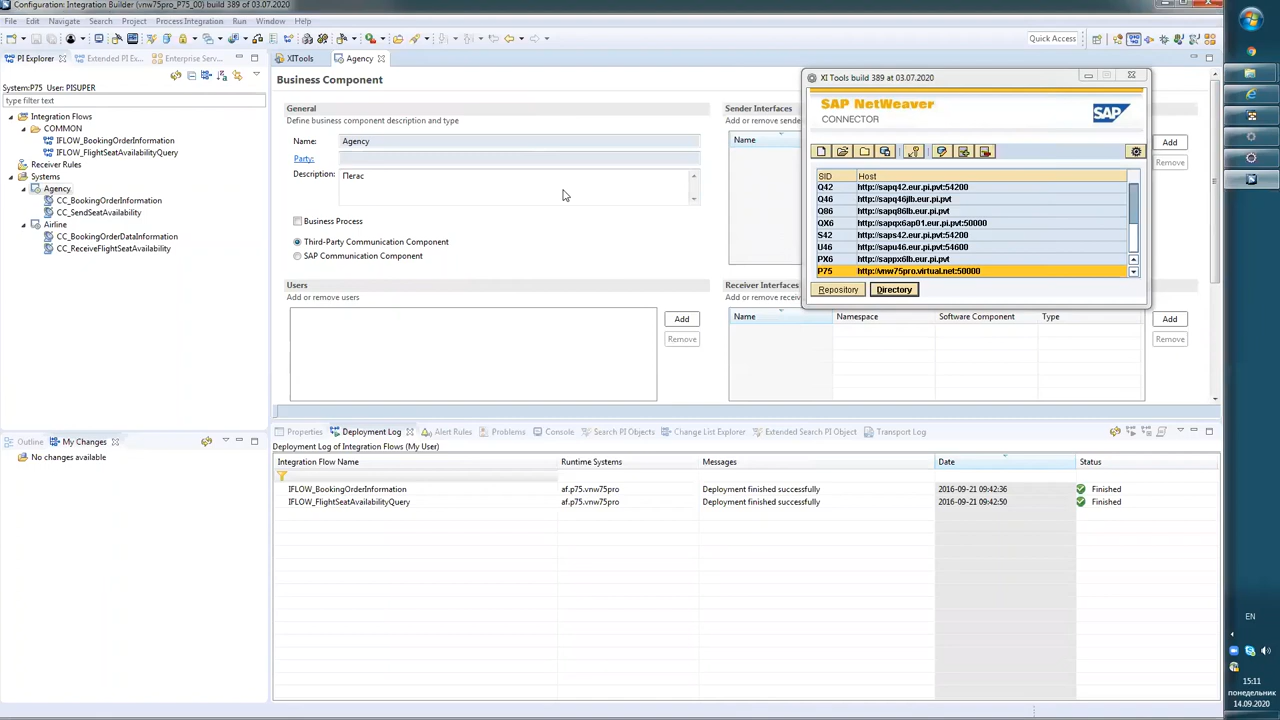 Configuration: Integration Builder (vnw75pro_P75_00) build 389 of 03.07.2020
File Edit Navigate Search Project Process Integration Run Window Help
Quick Access
PI Explorer Extended PI Ex... Enterprise Serv...
XITools Agency
System:P75 User: PISUPER
type filter text
Integration Flows
COMMON
IFLOW_BookingOrderInformation
IFLOW_FlightSeatAvailabilityQuery
Receiver Rules
Systems
Agency
CC_BookingOrderInformation
CC_SendSeatAvailability
Airline
CC_BookingOrderDataInformation
CC_ReceiveFlightSeatAvailability
Business Component
General
Define business component description and type
Name: Agency
Party:
Description: Пегас
Business Process
Third-Party Communication Component
SAP Communication Component
Users
Add or remove users
Add
Remove
Sender Interfaces
Add or remove sende
Name
Add
Remove
Receiver Interfaces
Add or remove receiv
Name Namespace Software Component Type
Add
Remove
XI Tools build 389 at 03.07.2020
SAP NetWeaver
CONNECTOR
SAP
SID Host
Q42 http://sapq42.eur.pi.pvt:54200
Q46 http://sapq46jlb.eur.pi.pvt
Q86 http://sapq86lb.eur.pi.pvt
http://sapqx6ap01.eur.pi.pvt:50000
S42 http://saps42.eur.pi.pvt:54200
U46 http://sapu46.eur.pi.pvt:54600
PX6 http://sappx6lb.eur.pi.pvt
P75 http://vnw75pro.virtual.net:50000
Repository Directory
Outline My Changes
No changes available
Properties Deployment Log Alert Rules Problems Console Search PI Objects Change List Explorer Extended Search PI Object Transport Log
Deployment Log of Integration Flows (My User)
Integration Flow Name Runtime Systems Messages Date Status
IFLOW_BookingOrderInformation af.p75.vnw75pro Deployment finished successfully 2016-09-21 09:42:36 Finished
IFLOW_FlightSeatAvailabilityQuery af.p75.vnw75pro Deployment finished successfully 2016-09-21 09:42:50 Finished
EN
15:11
понедельник
14.09.2020